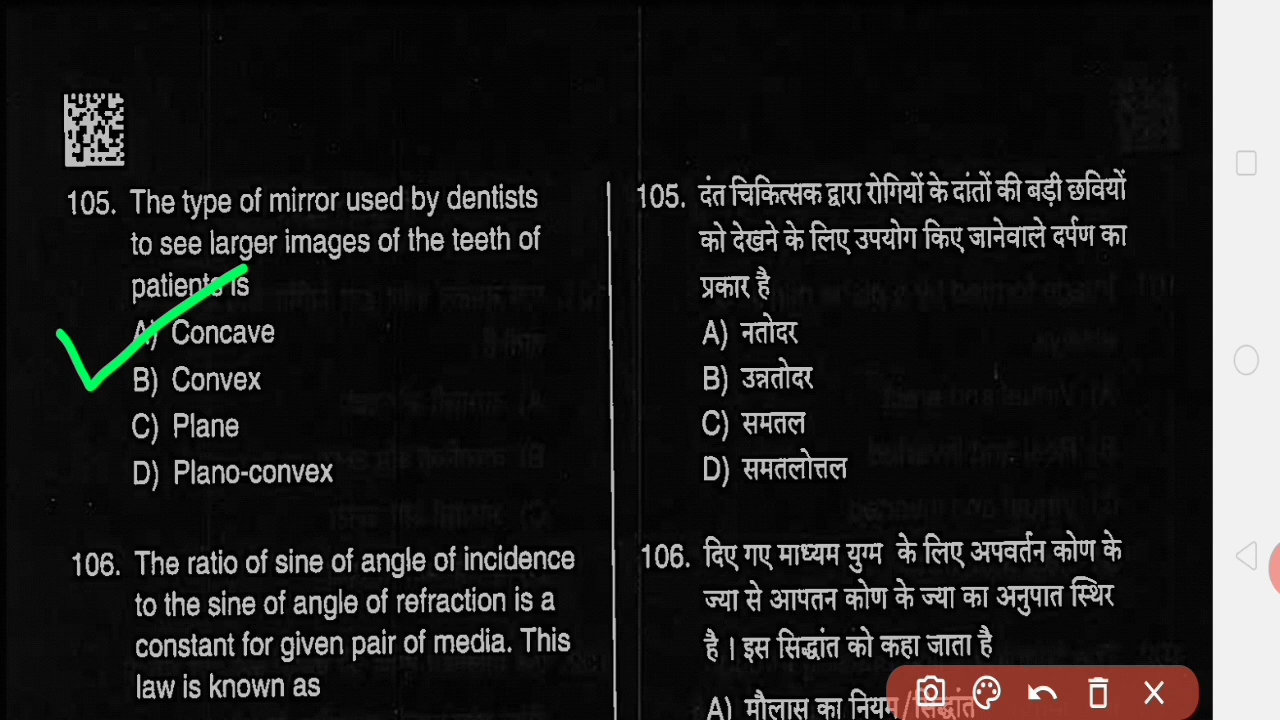 105. The type of mirror used by dentists
to see larger images of the teeth of
patients is
A) Concave
B) Convex
C) Plane
D) Plano-convex
106. The ratio of sine of angle of incidence
to the sine of angle of refraction is a
constant for given pair of media. This
law is known as
105. दंत चिकित्सक द्वारा रोगियों के दांतों की बड़ी छवियों
को देखने के लिए उपयोग किए जानेवाले दर्पण का
प्रकार है
A) नतोदर
B) उन्नतोदर
C) समतल
D) समतलोत्तल
106. दिए गए माध्यम युग्म के लिए अपवर्तन कोण के
ज्या से आपतन कोण के ज्या का अनुपात स्थिर
है । इस सिद्धांत को कहा जाता है
A) मौलास का नियम/सिद्धांत